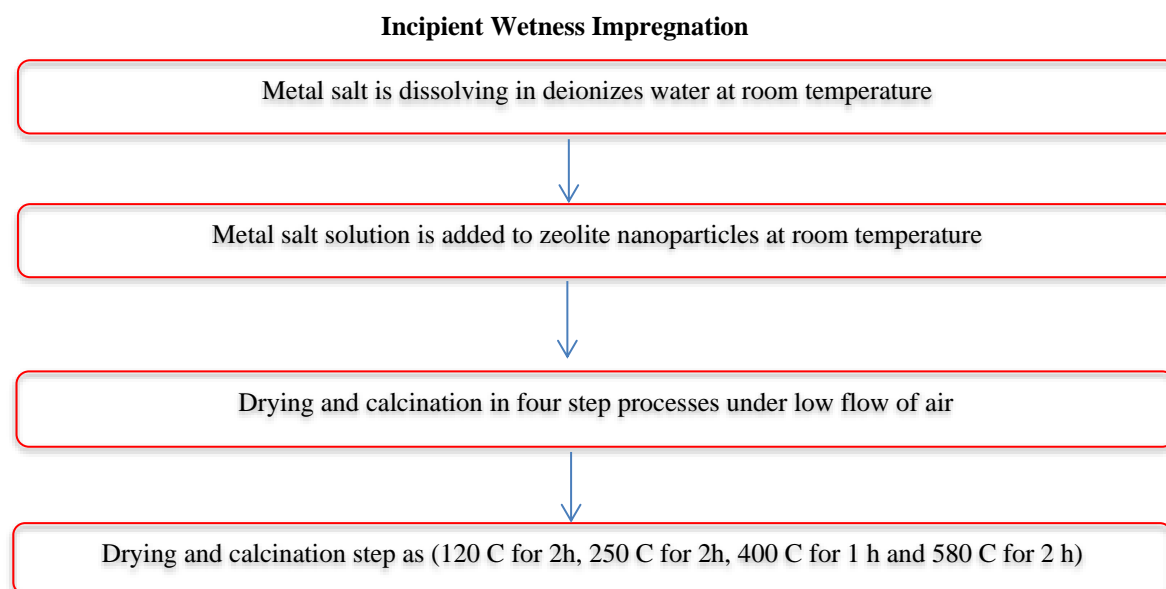 Incipient Wetness Impregnation
Metal salt is dissolving in deionizes water at room temperature
Metal salt solution is added to zeolite nanoparticles at room temperature
Drying and calcination in four step processes under low flow of air
Drying and calcination step as (120 C for 2h, 250 C for 2h, 400 C for 1 h and 580 C for 2 h)